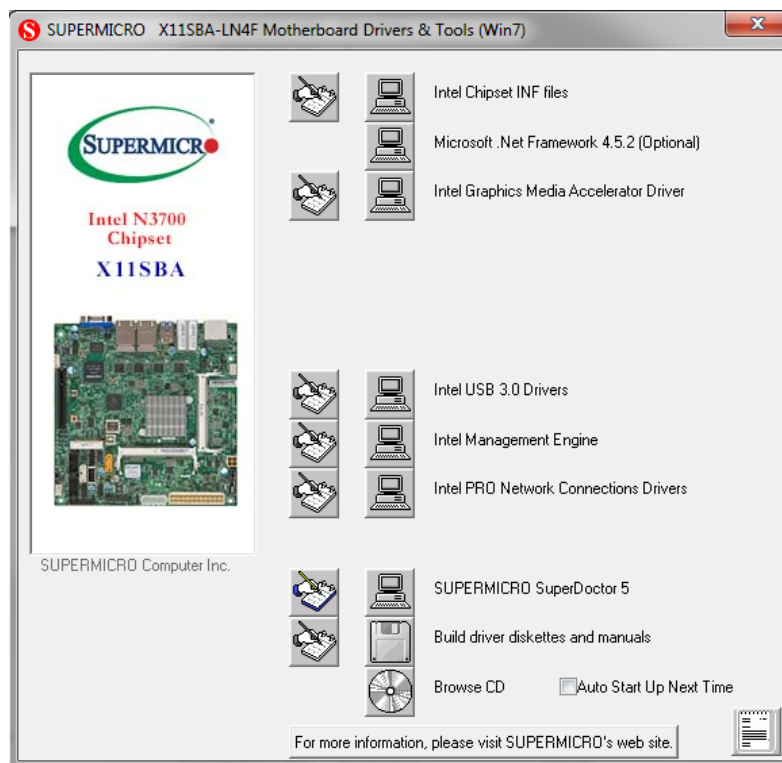 SUPERMICRO X11SBA-LN4F Motherboard Drivers & Tools (Win7)
SUPERMICRO
Intel N3700
Chipset
X11SBA
SUPERMICRO Computer Inc.
Intel Chipset INF files
Microsoft .Net Framework 4.5.2 (Optional)
Intel Graphics Media Accelerator Driver
Intel USB 3.0 Drivers
Intel Management Engine
Intel PRO Network Connections Drivers
SUPERMICRO SuperDoctor 5
Build driver diskettes and manuals
Browse CD
Auto Start Up Next Time
For more information, please visit SUPERMICRO's web site.